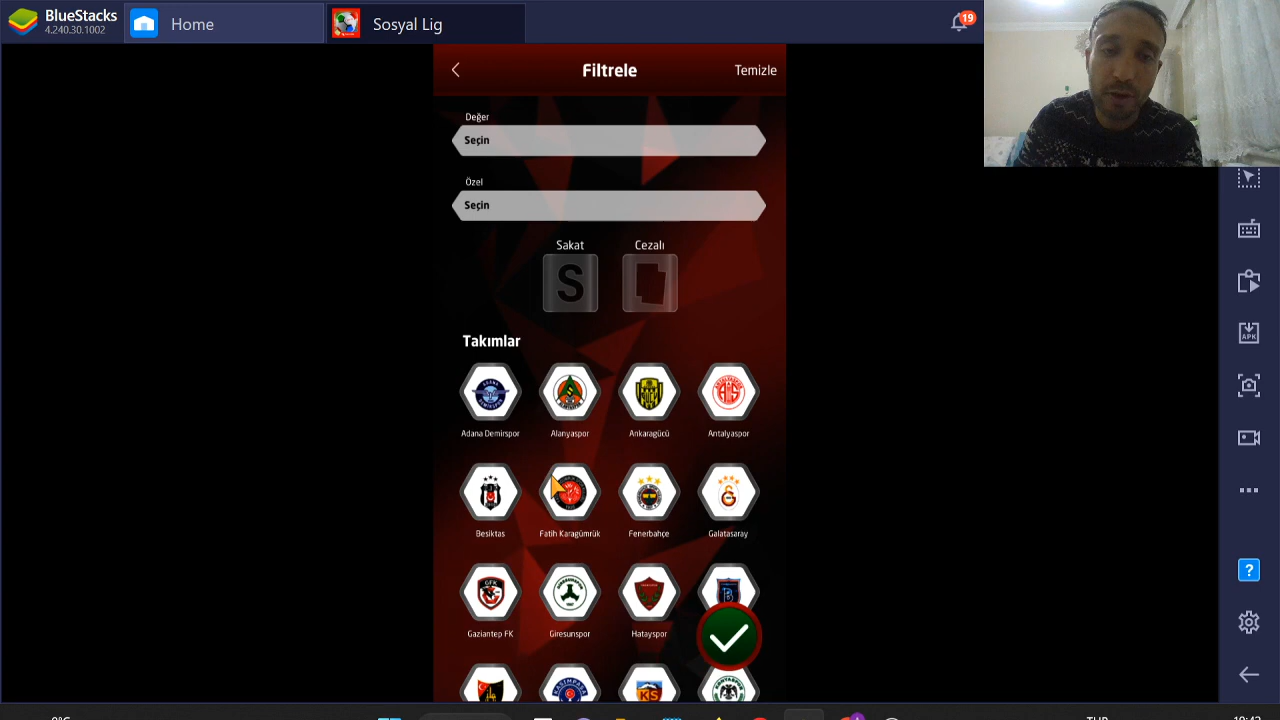 BlueStacks
4.240.30.1002
Home
Sosyal Lig
19
Filtrele
Temizle
Değer
Seçin
Özel
Seçin
Sakat
Cezalı
S
Takımlar
Adana Demirspor
Alanyaspor
Ankaragücü
Antalyaspor
Besiktas
Fatih Karagümrük
Fenerbahçe
Galatasaray
Gaziantep FK
Giresunspor
Hatayspor
APK
?